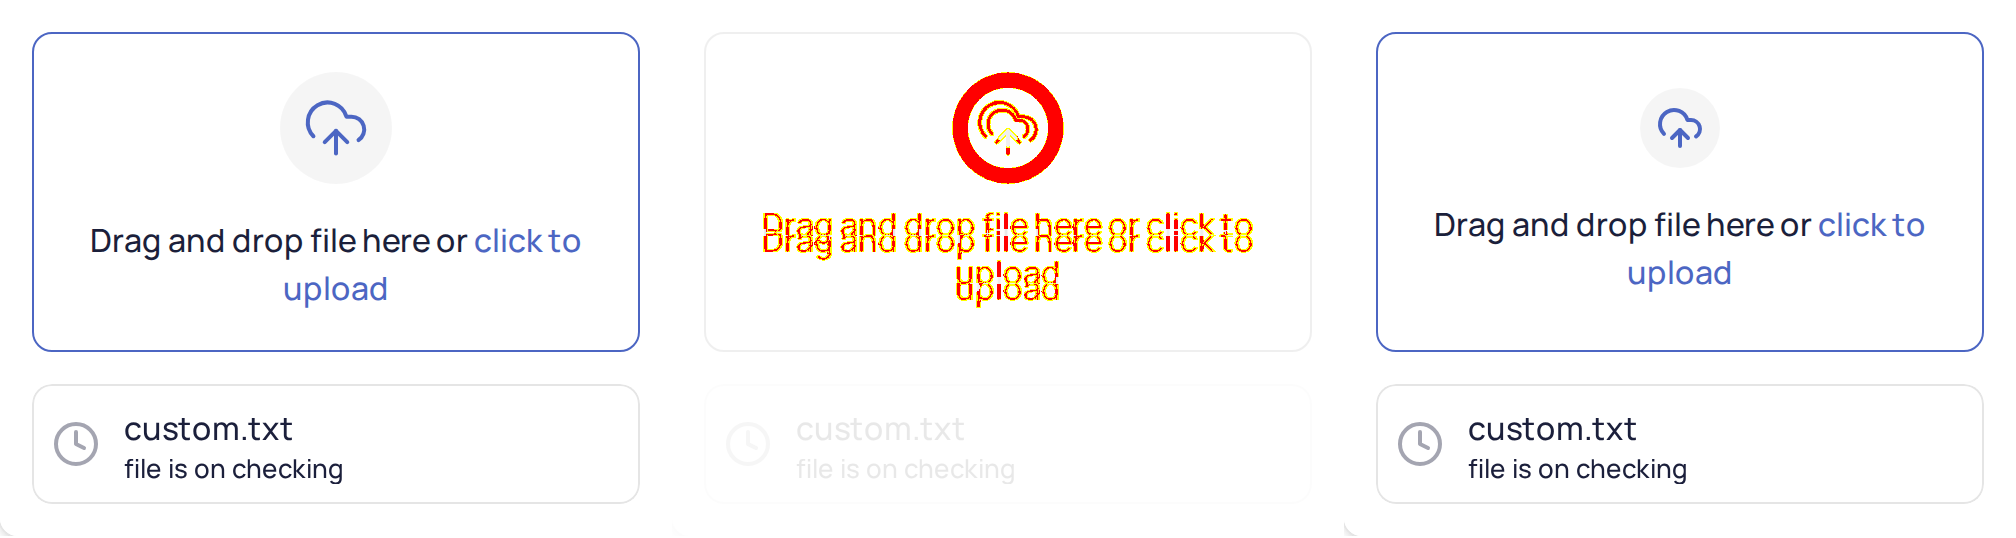 Drag and drop file here or click to
upload
custom.txt
file is on checking
Drag and drop file here or click to
upload
custom.txt
file is on checking
Drag and drop file here or click to
upload
custom.txt
file is on checking